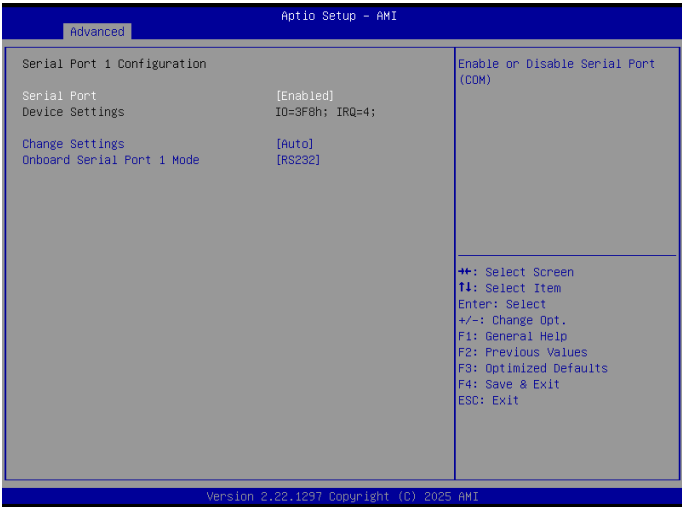 Aptio Setup – AMI
Advanced
Serial Port 1 Configuration
Serial Port [Enabled]
Device Settings IO=3F8h; IRQ=4;
Change Settings [Auto]
Onboard Serial Port 1 Mode [RS232]
Enable or Disable Serial Port
(COM)
→←: Select Screen
↑↓: Select Item
Enter: Select
+/-: Change Opt.
F1: General Help
F2: Previous Values
F3: Optimized Defaults
F4: Save & Exit
ESC: Exit
Version 2.22.1297 Copyright (C) 2025 AMI